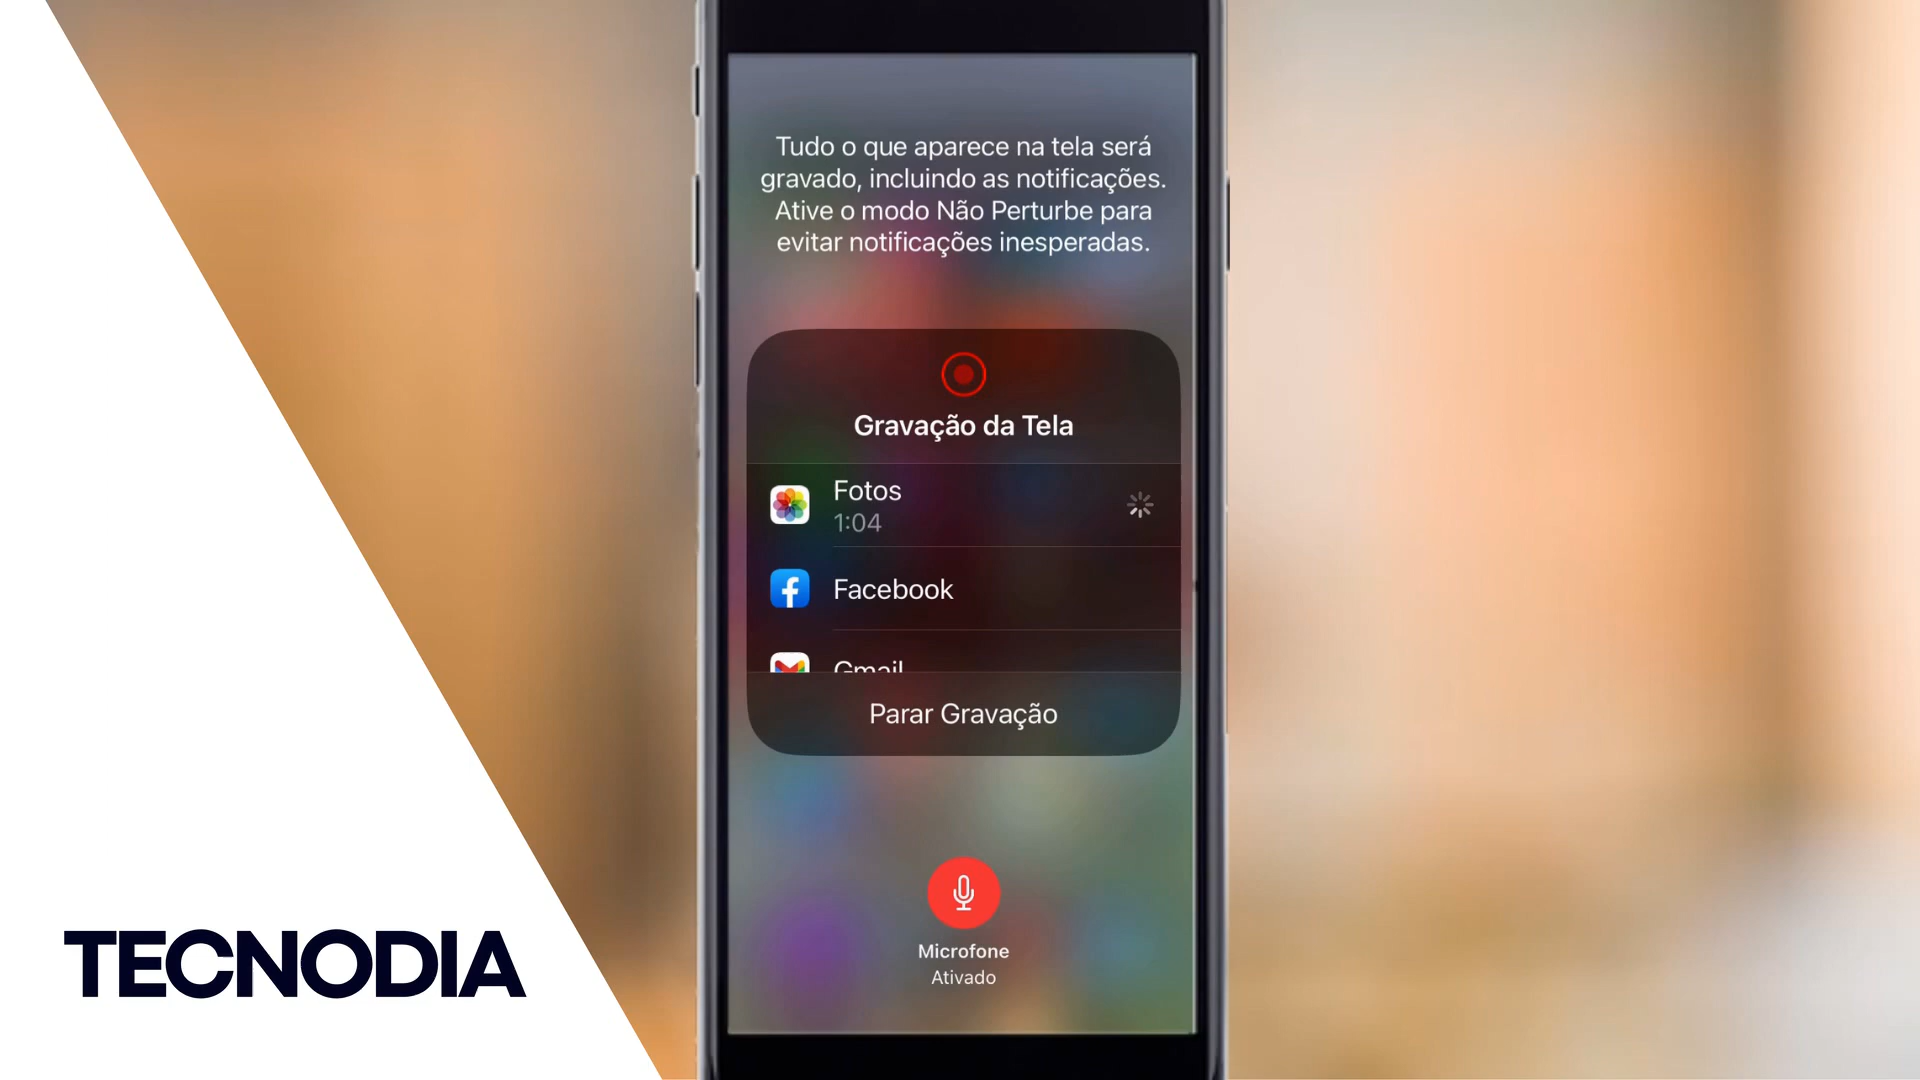 Tudo o que aparece na tela será
gravado, incluindo as notificações.
Ative o modo Não Perturbe para
evitar notificações inesperadas.
Gravação da Tela
Fotos
1:04
Facebook
Gmail
Parar Gravação
Microfone
Ativado
TECNODIA